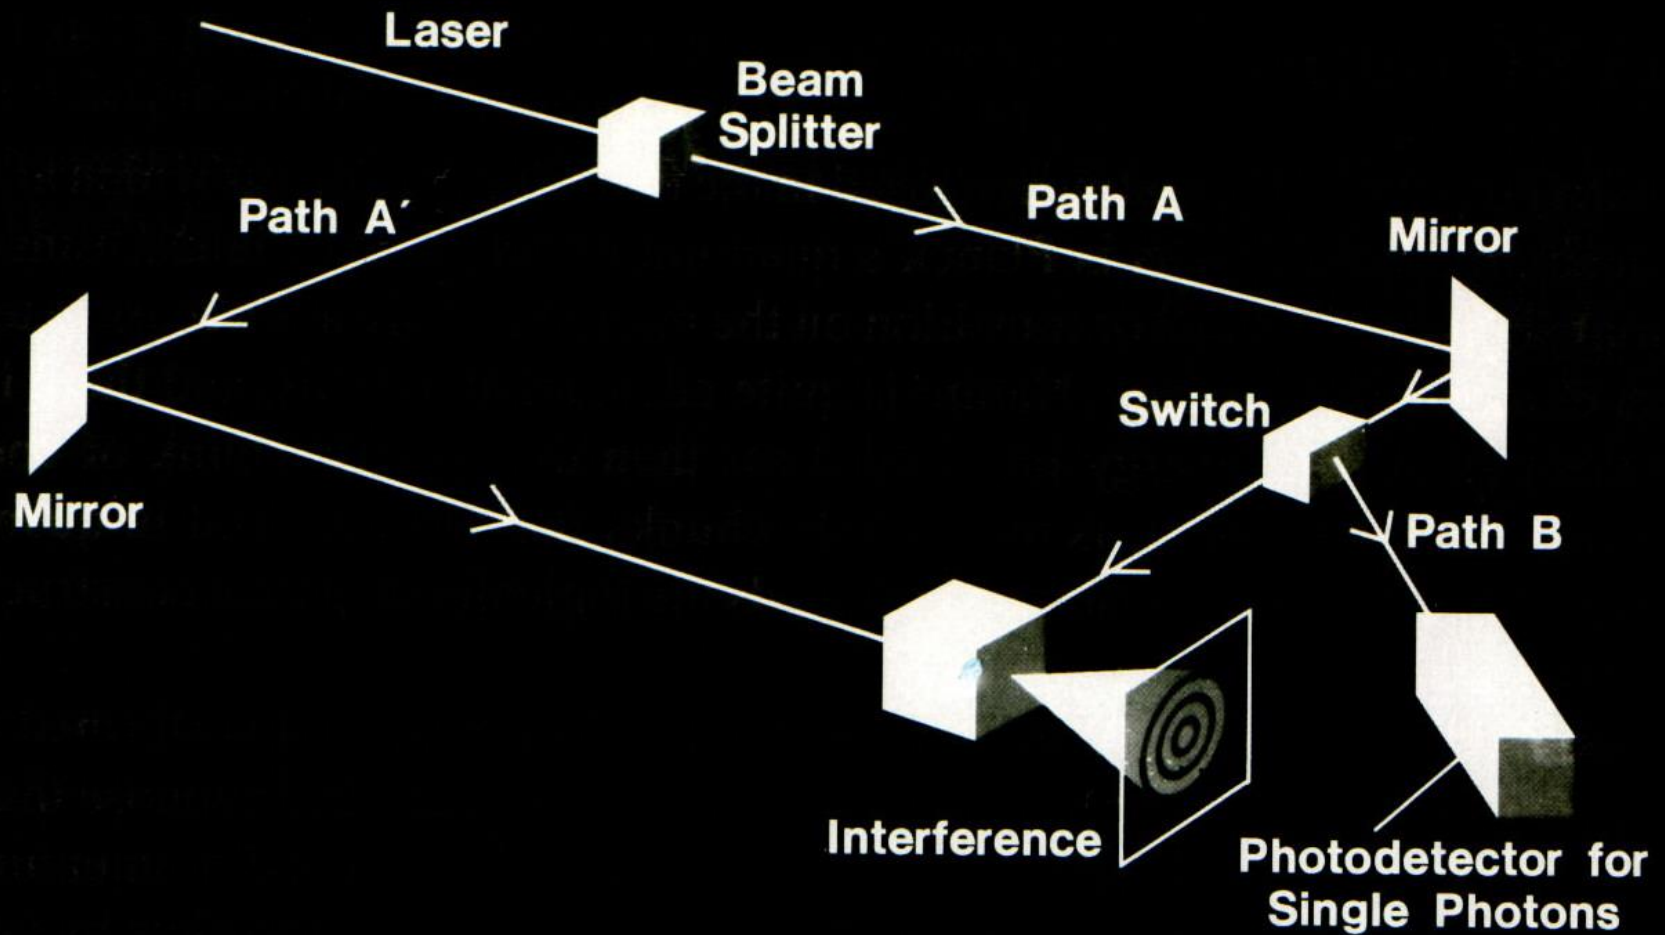 Laser
Beam
Splitter
Path A′
Path A
Mirror
Switch
Mirror
Path B
Interference
Photodetector for
Single Photons